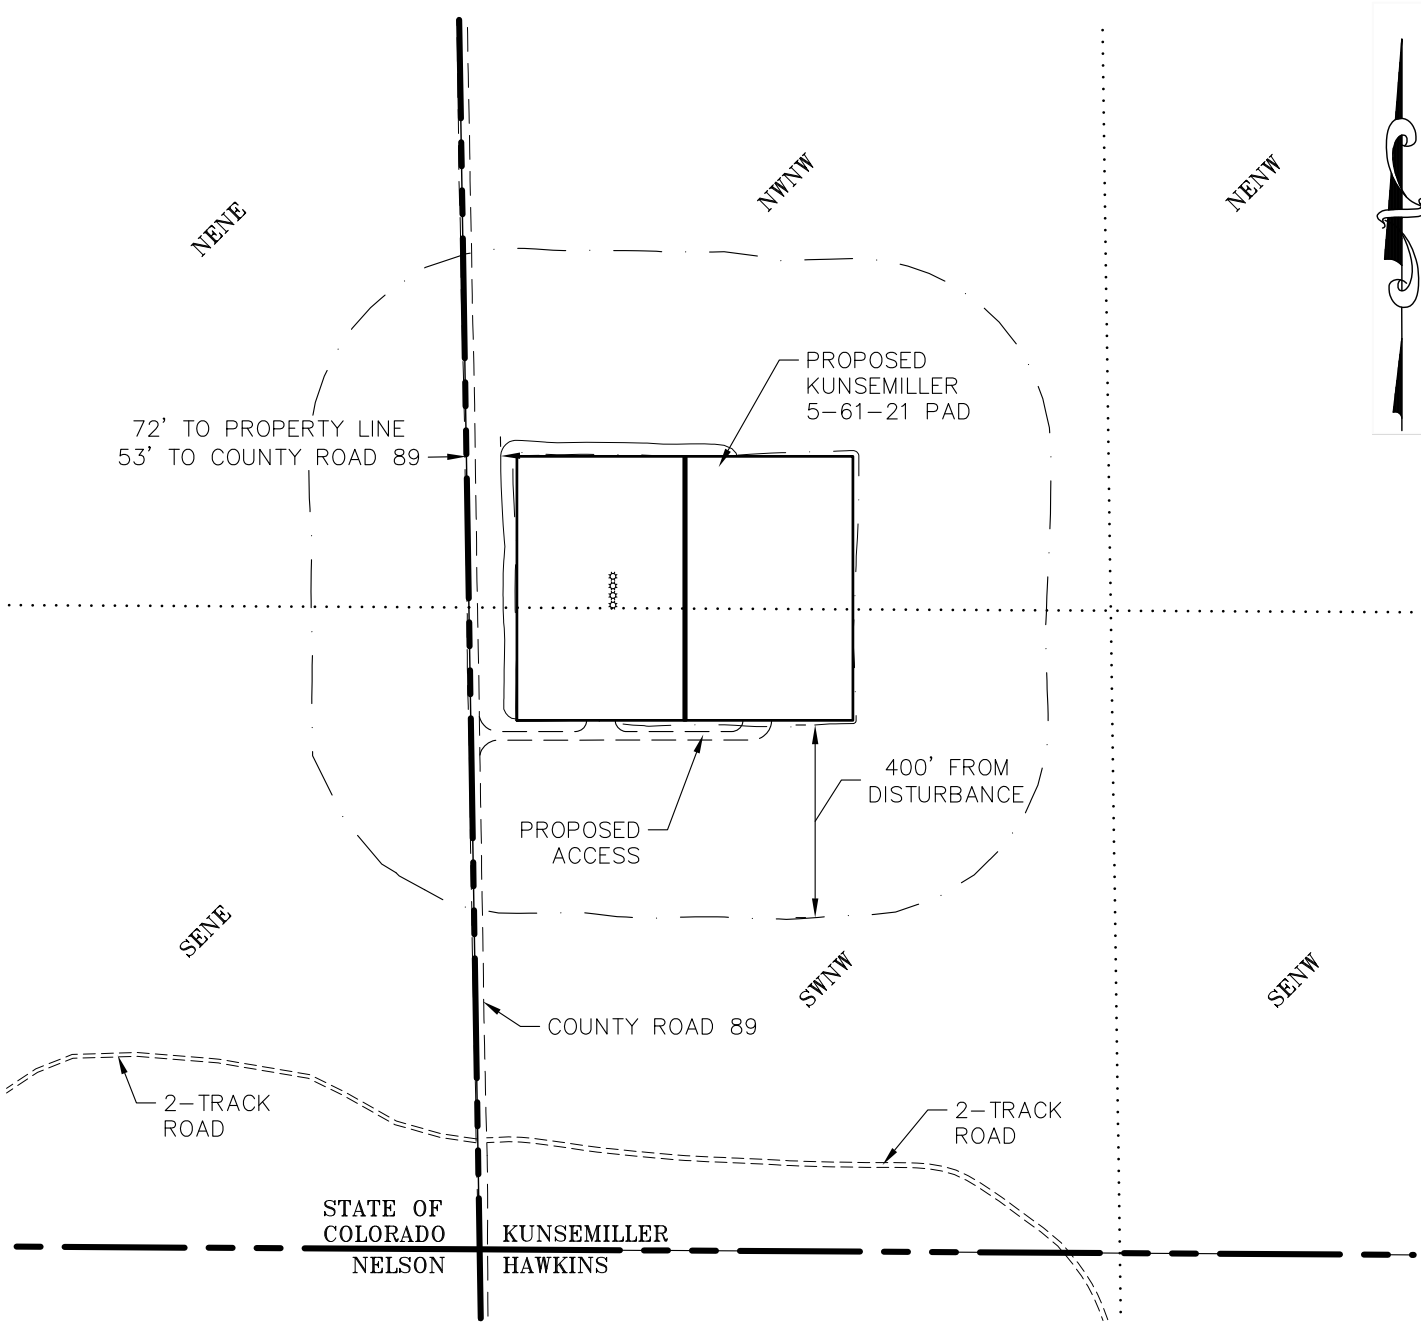 NENE
NWNW
NENW
PROPOSED
KUNSEMILLER
5-61-21 PAD
72' TO PROPERTY LINE
53' TO COUNTY ROAD 89
400' FROM
DISTURBANCE
PROPOSED
ACCESS
SENE
SWNW
SENW
COUNTY ROAD 89
2-TRACK
ROAD
2-TRACK
ROAD
STATE OF
COLORADO
KUNSEMILLER
NELSON
HAWKINS